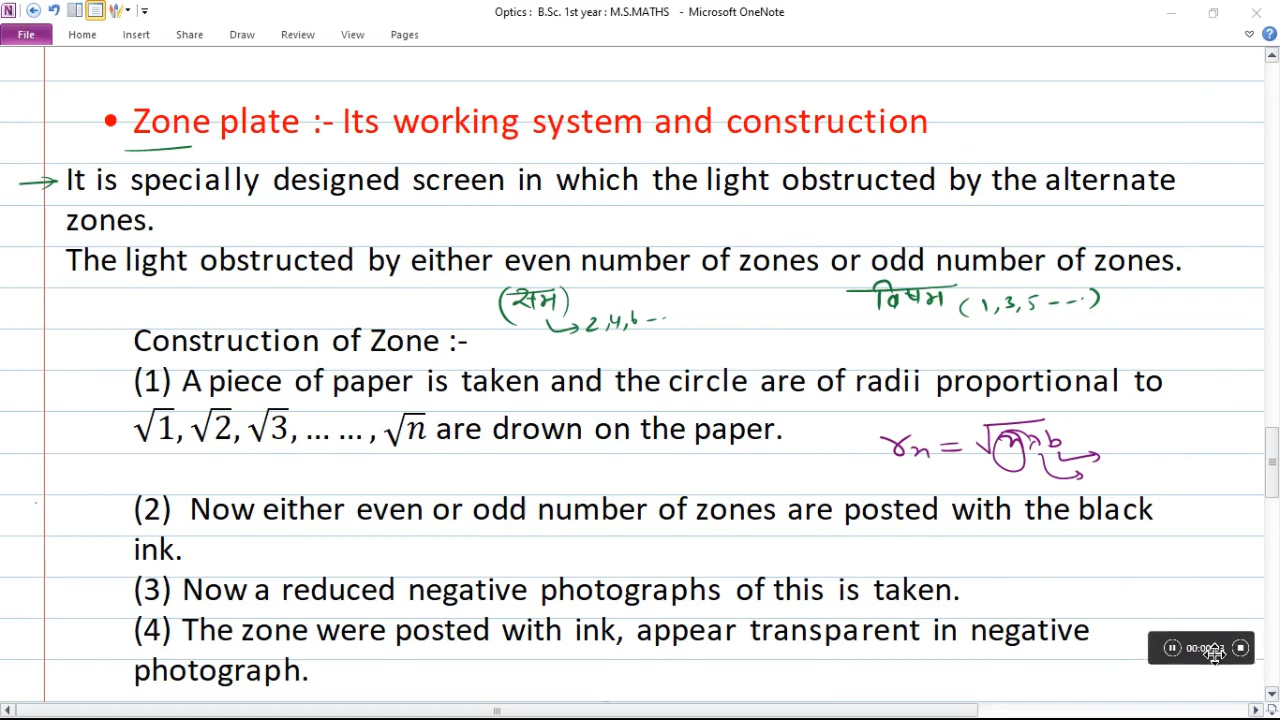 Optics : B.Sc. 1st year : M.S.MATHS - Microsoft OneNote
File Home Insert Share Draw Review View Pages
• Zone plate :- Its working system and construction
→ It is specially designed screen in which the light obstructed by the alternate
zones.
The light obstructed by either even number of zones or odd number of zones.
(सम) विषम (1,3,5 ---.)
→ 2,4,6 --.
Construction of Zone :-
(1) A piece of paper is taken and the circle are of radii proportional to
√1, √2, √3, … … , √n are drown on the paper.
rn = √nλb
(2) Now either even or odd number of zones are posted with the black
ink.
(3) Now a reduced negative photographs of this is taken.
(4) The zone were posted with ink, appear transparent in negative
photograph.